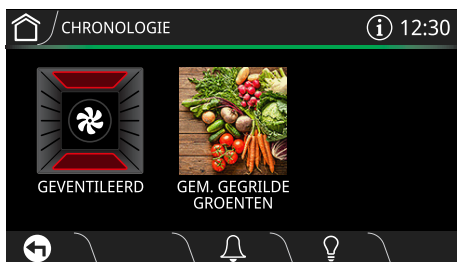 CHRONOLOGIE
12:30
GEVENTILEERD
GEM. GEGRILDE
GROENTEN